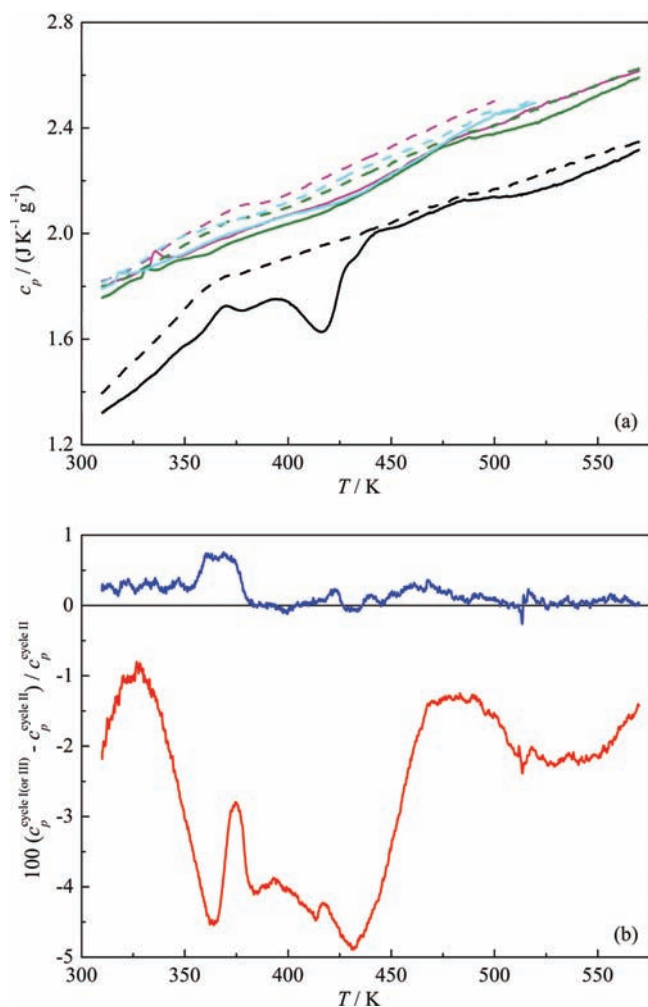 2.8
2.4
2.0
1.6
1.2
c_p / (JK⁻¹ g⁻¹)
(a)
300 350 400 450 500 550
T / K
1
0
-1
-2
-3
-4
-5
100 (c_p^cycle I(or III) - c_p^cycle II) / c_p^cycle II
(b)
300 350 400 450 500 550
T / K